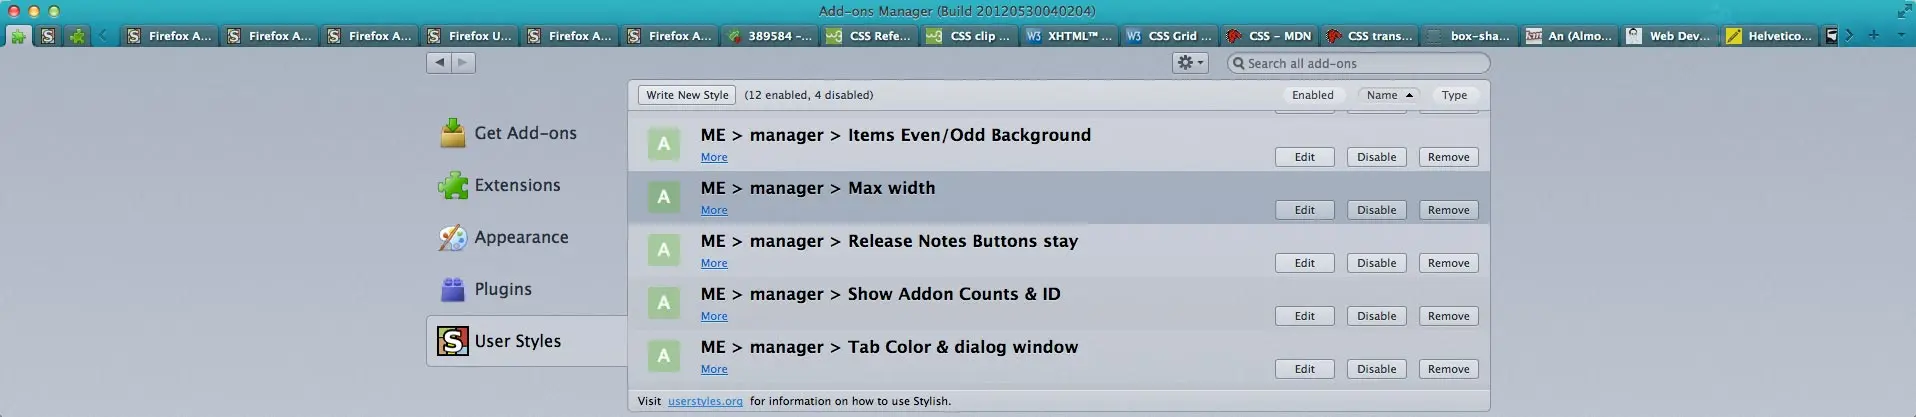 Add-ons Manager (Build 20120530040204)
Firefox A... Firefox A... Firefox A... Firefox U... Firefox A... Firefox A... 389584 –... CSS Refe... CSS clip ... XHTML™ ... CSS Grid ... CSS – MDN CSS trans... box-sha... An (Almo... Web Dev... Helvetico...
Search all add-ons
Write New Style (12 enabled, 4 disabled) Enabled Name Type
Get Add-ons
Extensions
Appearance
Plugins
User Styles
A ME > manager > Items Even/Odd Background
More Edit Disable Remove
A ME > manager > Max width
More Edit Disable Remove
A ME > manager > Release Notes Buttons stay
More Edit Disable Remove
A ME > manager > Show Addon Counts & ID
More Edit Disable Remove
A ME > manager > Tab Color & dialog window
More Edit Disable Remove
Visit userstyles.org for information on how to use Stylish.